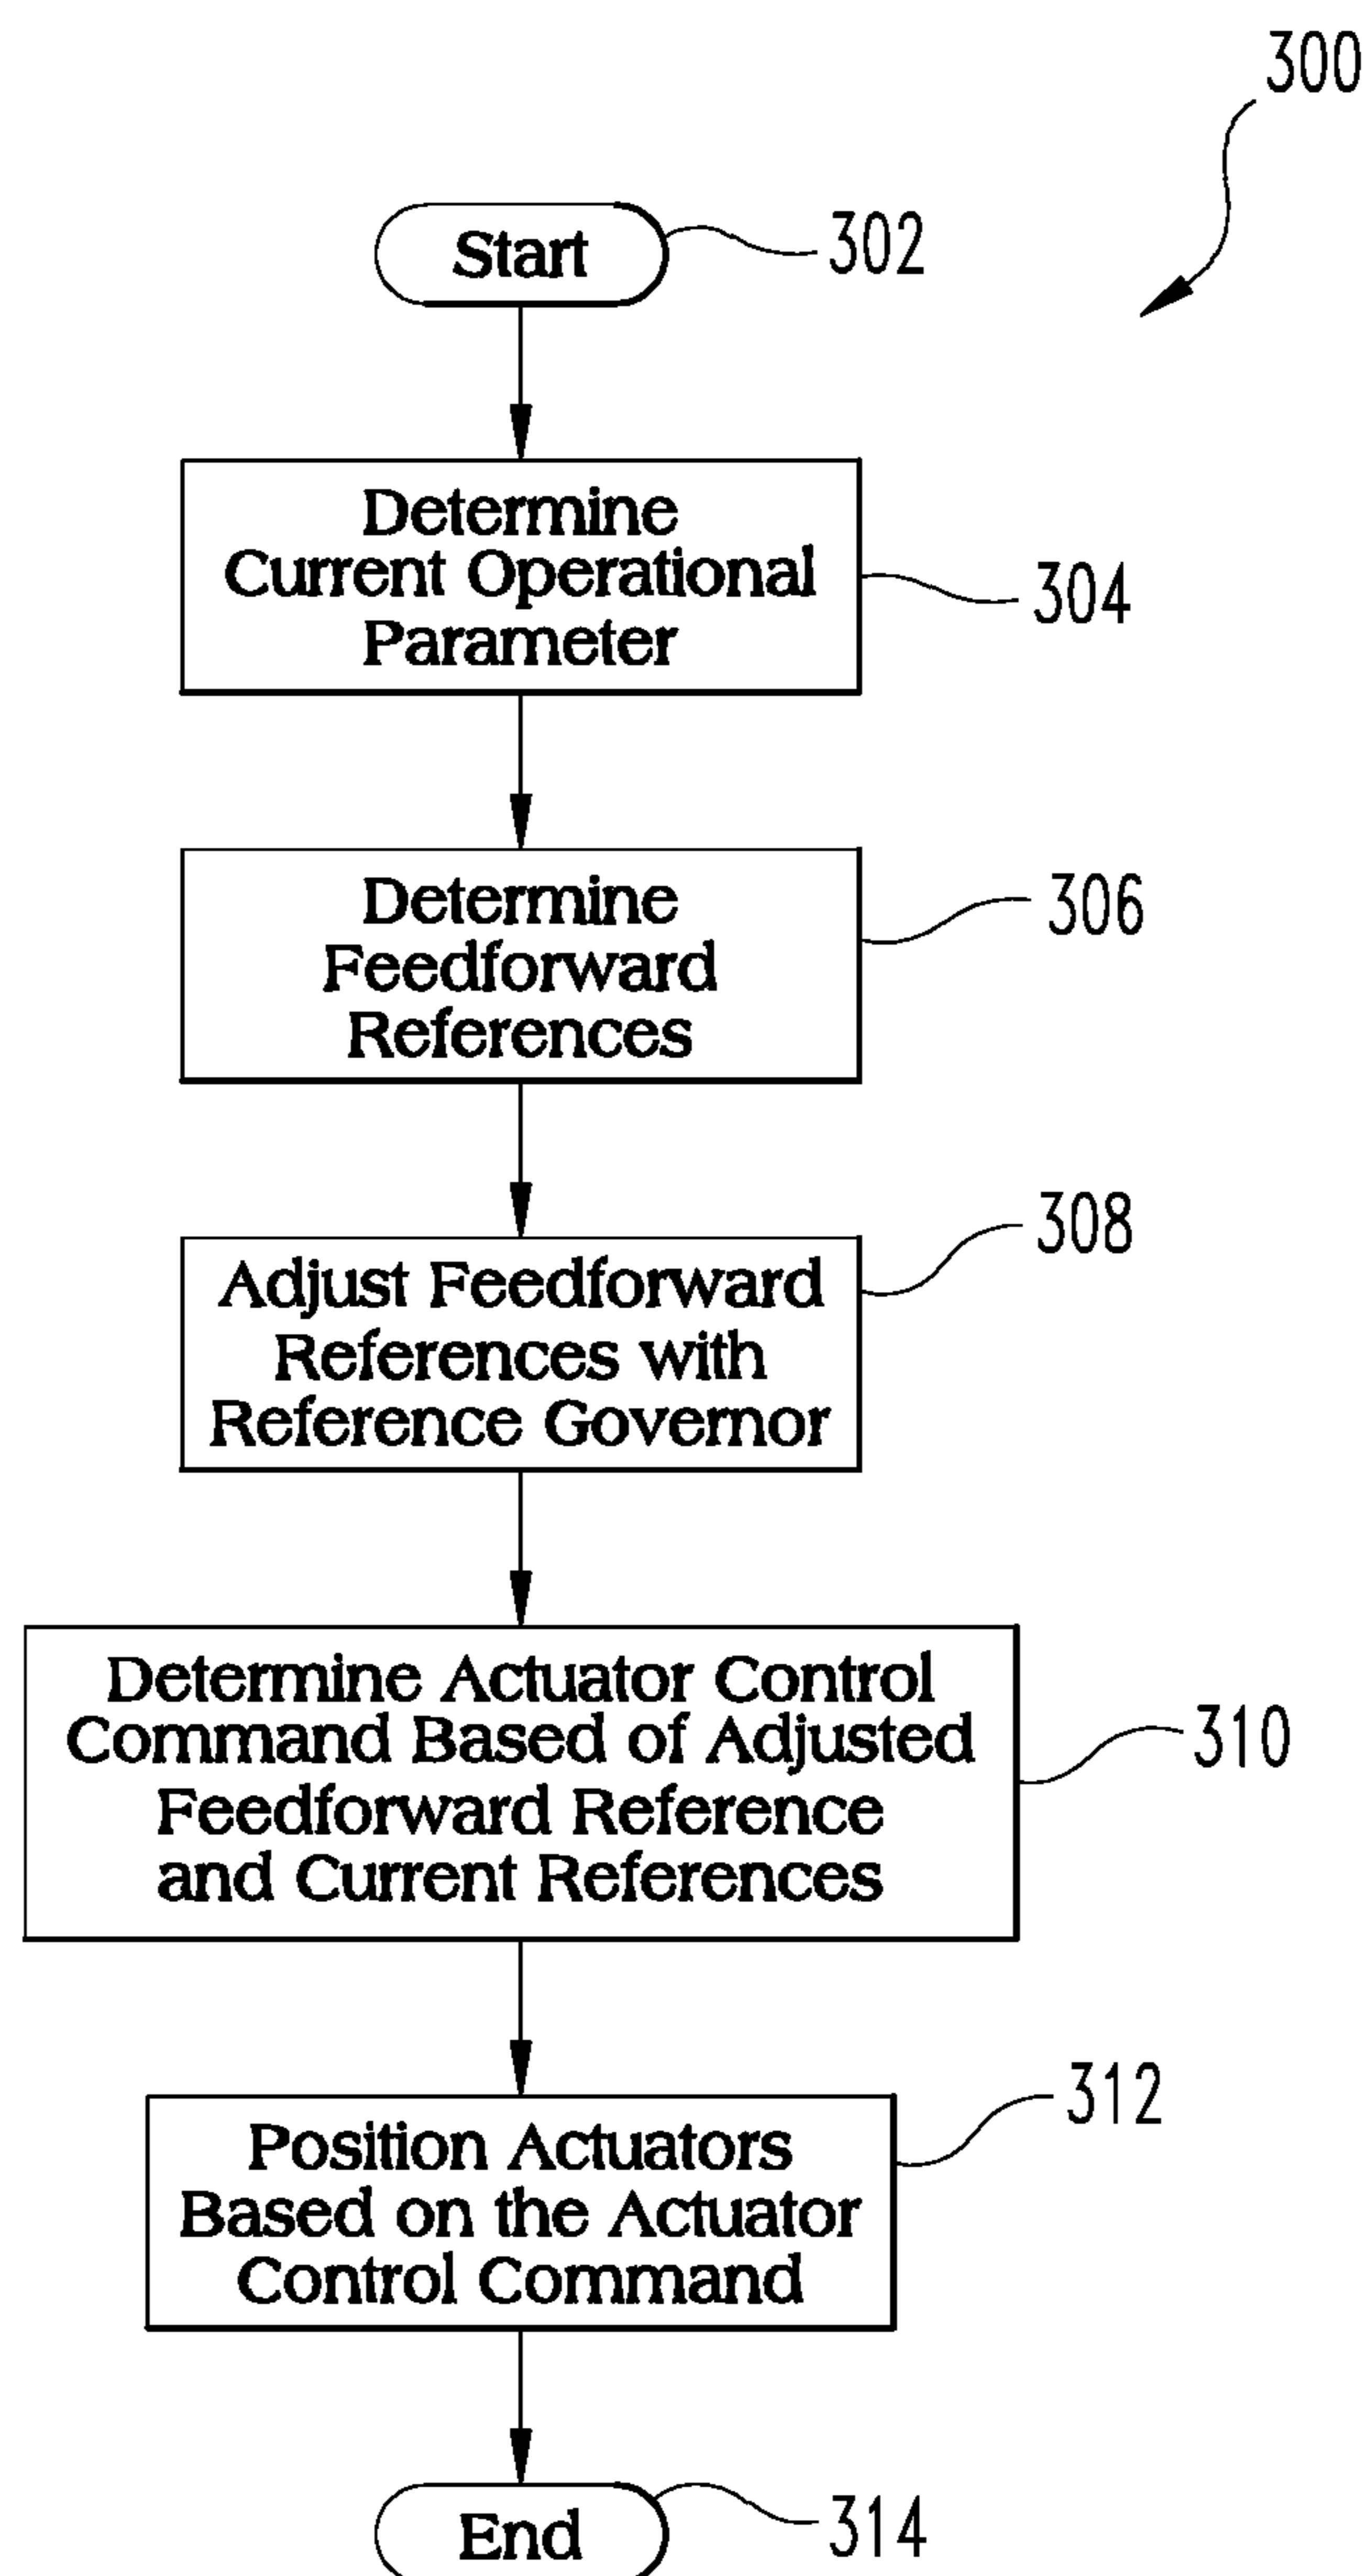 300
Start
302
Determine
Current Operational
Parameter
304
Determine
Feedforward
References
306
Adjust Feedforward
References with
Reference Governor
308
Determine Actuator Control
Command Based of Adjusted
Feedforward Reference
and Current References
310
Position Actuators
Based on the Actuator
Control Command
312
End
314